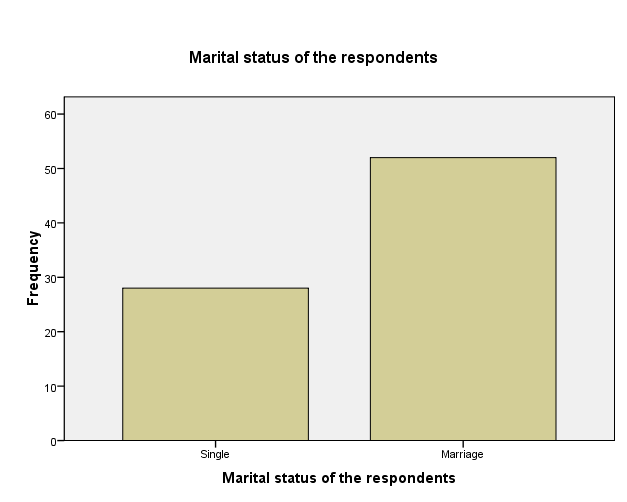 Marital status of the respondents
60
50
40
30
20
10
0
Frequency
Single Marriage
Marital status of the respondents